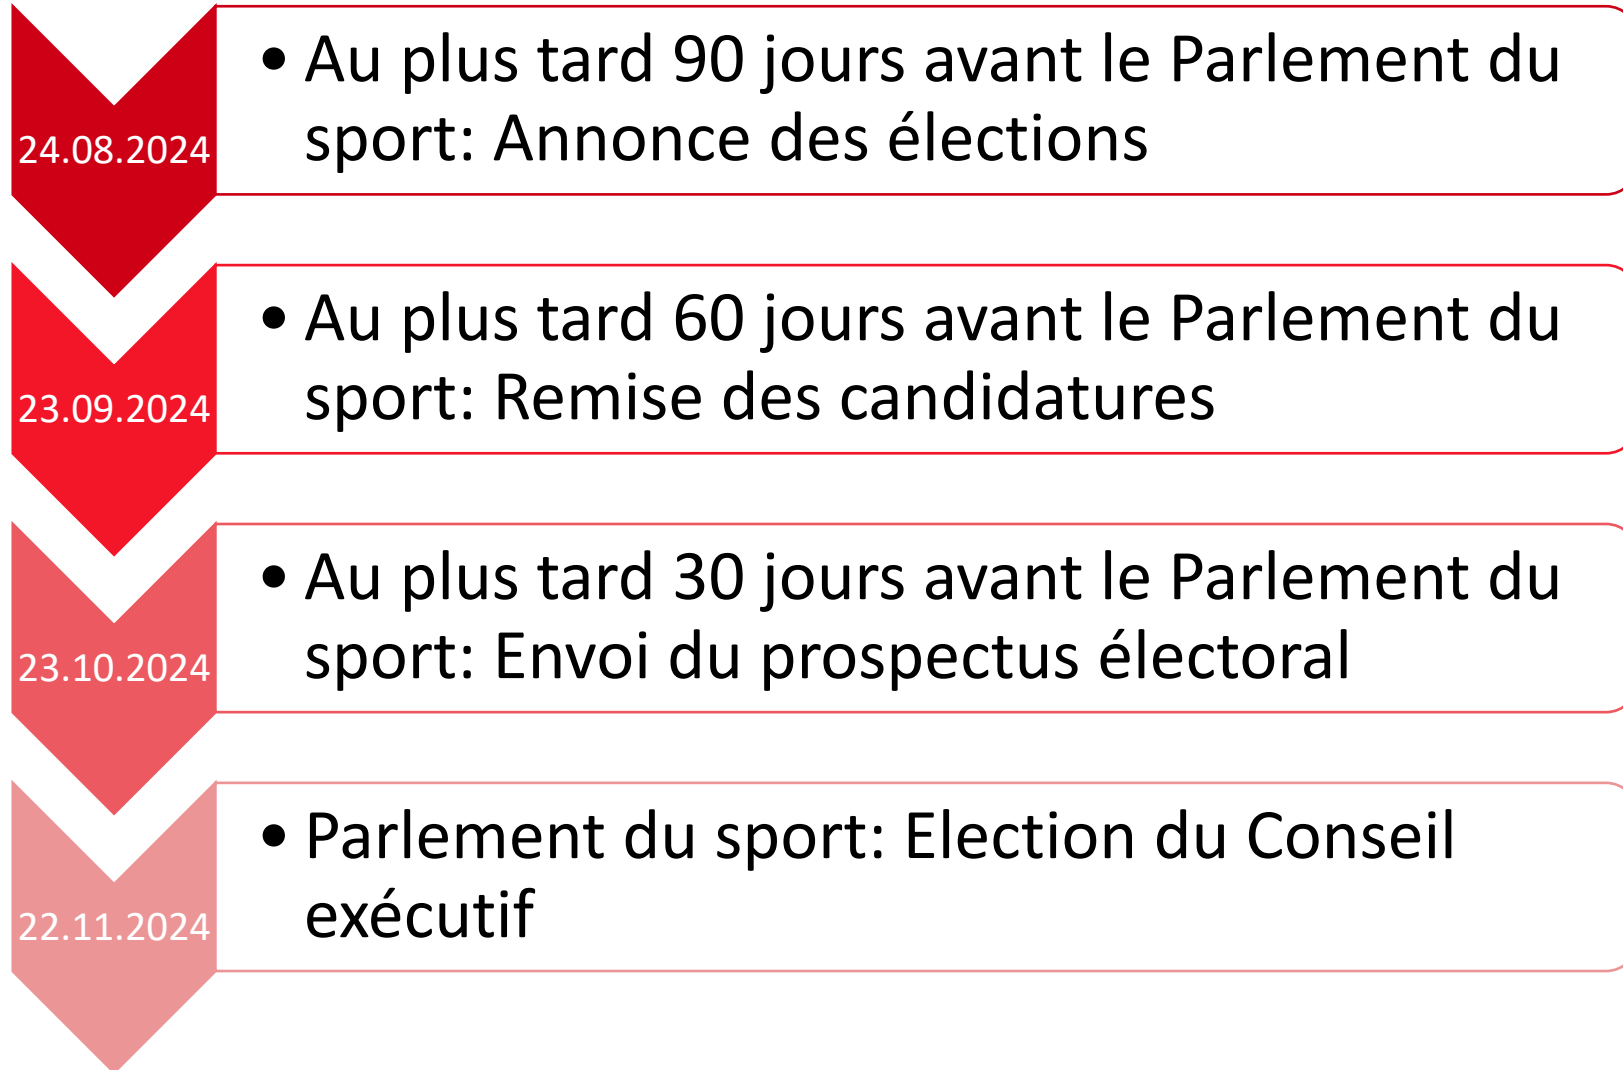 24.08.2024
• Au plus tard 90 jours avant le Parlement du
sport: Annonce des élections
23.09.2024
• Au plus tard 60 jours avant le Parlement du
sport: Remise des candidatures
23.10.2024
• Au plus tard 30 jours avant le Parlement du
sport: Envoi du prospectus électoral
22.11.2024
• Parlement du sport: Election du Conseil
exécutif